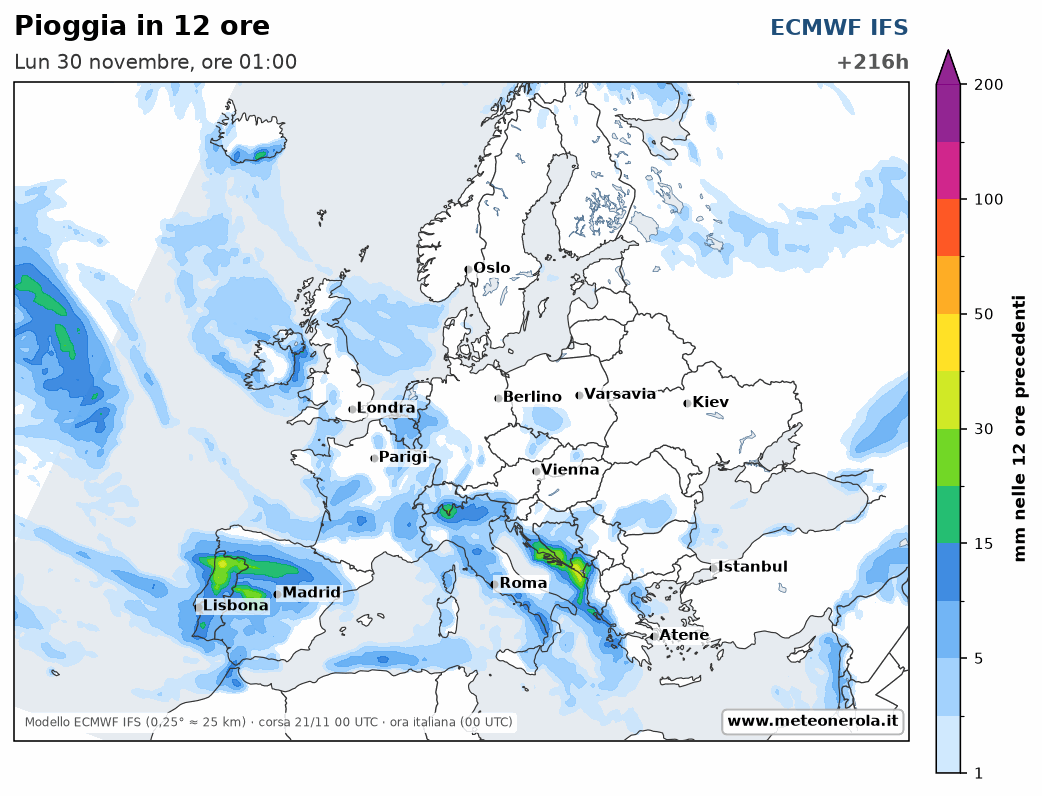 Pioggia in 12 ore
ECMWF IFS
Lun 30 novembre, ore 01:00
+216h
Oslo
Londra
Berlino
Varsavia
Kiev
Parigi
Vienna
Istanbul
Roma
Madrid
Lisbona
Atene
200
100
50
30
15
5
1
mm nelle 12 ore precedenti
Modello ECMWF IFS (0,25° ≈ 25 km) · corsa 21/11 00 UTC · ora italiana (00 UTC)
www.meteonerola.it